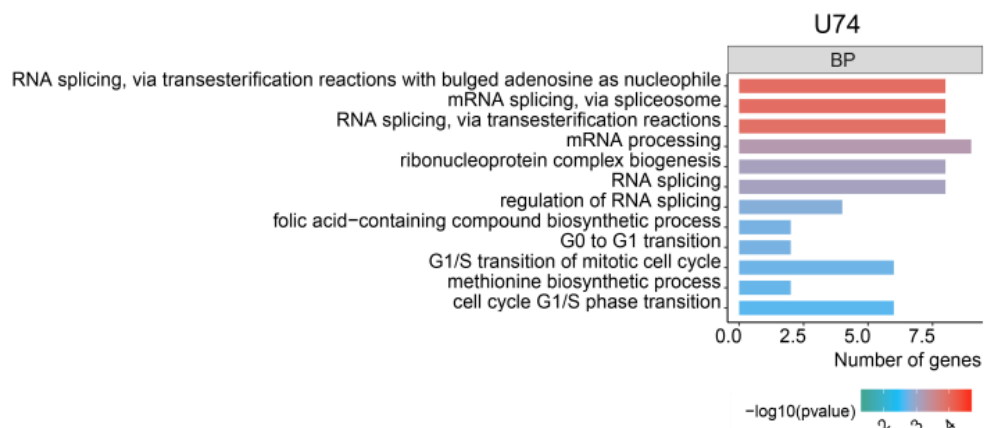 U74
BP
RNA splicing, via transesterification reactions with bulged adenosine as nucleophile
mRNA splicing, via spliceosome
RNA splicing, via transesterification reactions
mRNA processing
ribonucleoprotein complex biogenesis
RNA splicing
regulation of RNA splicing
folic acid−containing compound biosynthetic process
G0 to G1 transition
G1/S transition of mitotic cell cycle
methionine biosynthetic process
cell cycle G1/S phase transition
0.0 2.5 5.0 7.5
Number of genes
−log10(pvalue)
2 3 4